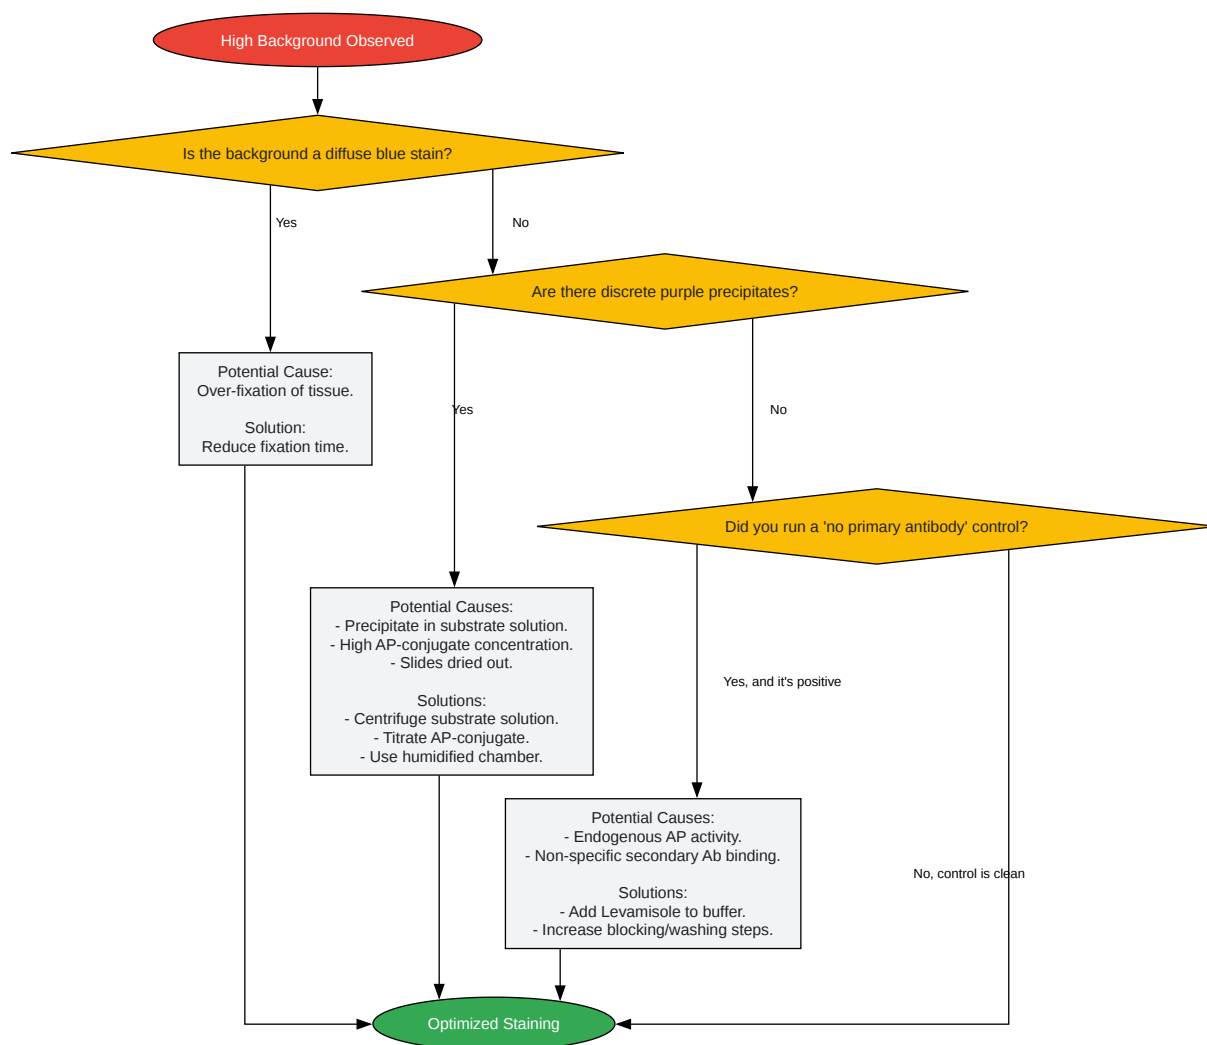 High Background Observed
Is the background a diffuse blue stain?
Yes
No
Are there discrete purple precipitates?
Potential Cause:
Over-fixation of tissue.
Solution:
Reduce fixation time.
Yes
No
Did you run a 'no primary antibody' control?
Potential Causes:
- Precipitate in substrate solution.
- High AP-conjugate concentration.
- Slides dried out.
Solutions:
- Centrifuge substrate solution.
- Titrate AP-conjugate.
- Use humidified chamber.
Yes, and it's positive
Potential Causes:
- Endogenous AP activity.
- Non-specific secondary Ab binding.
Solutions:
- Add Levamisole to buffer.
- Increase blocking/washing steps.
No, control is clean
Optimized Staining